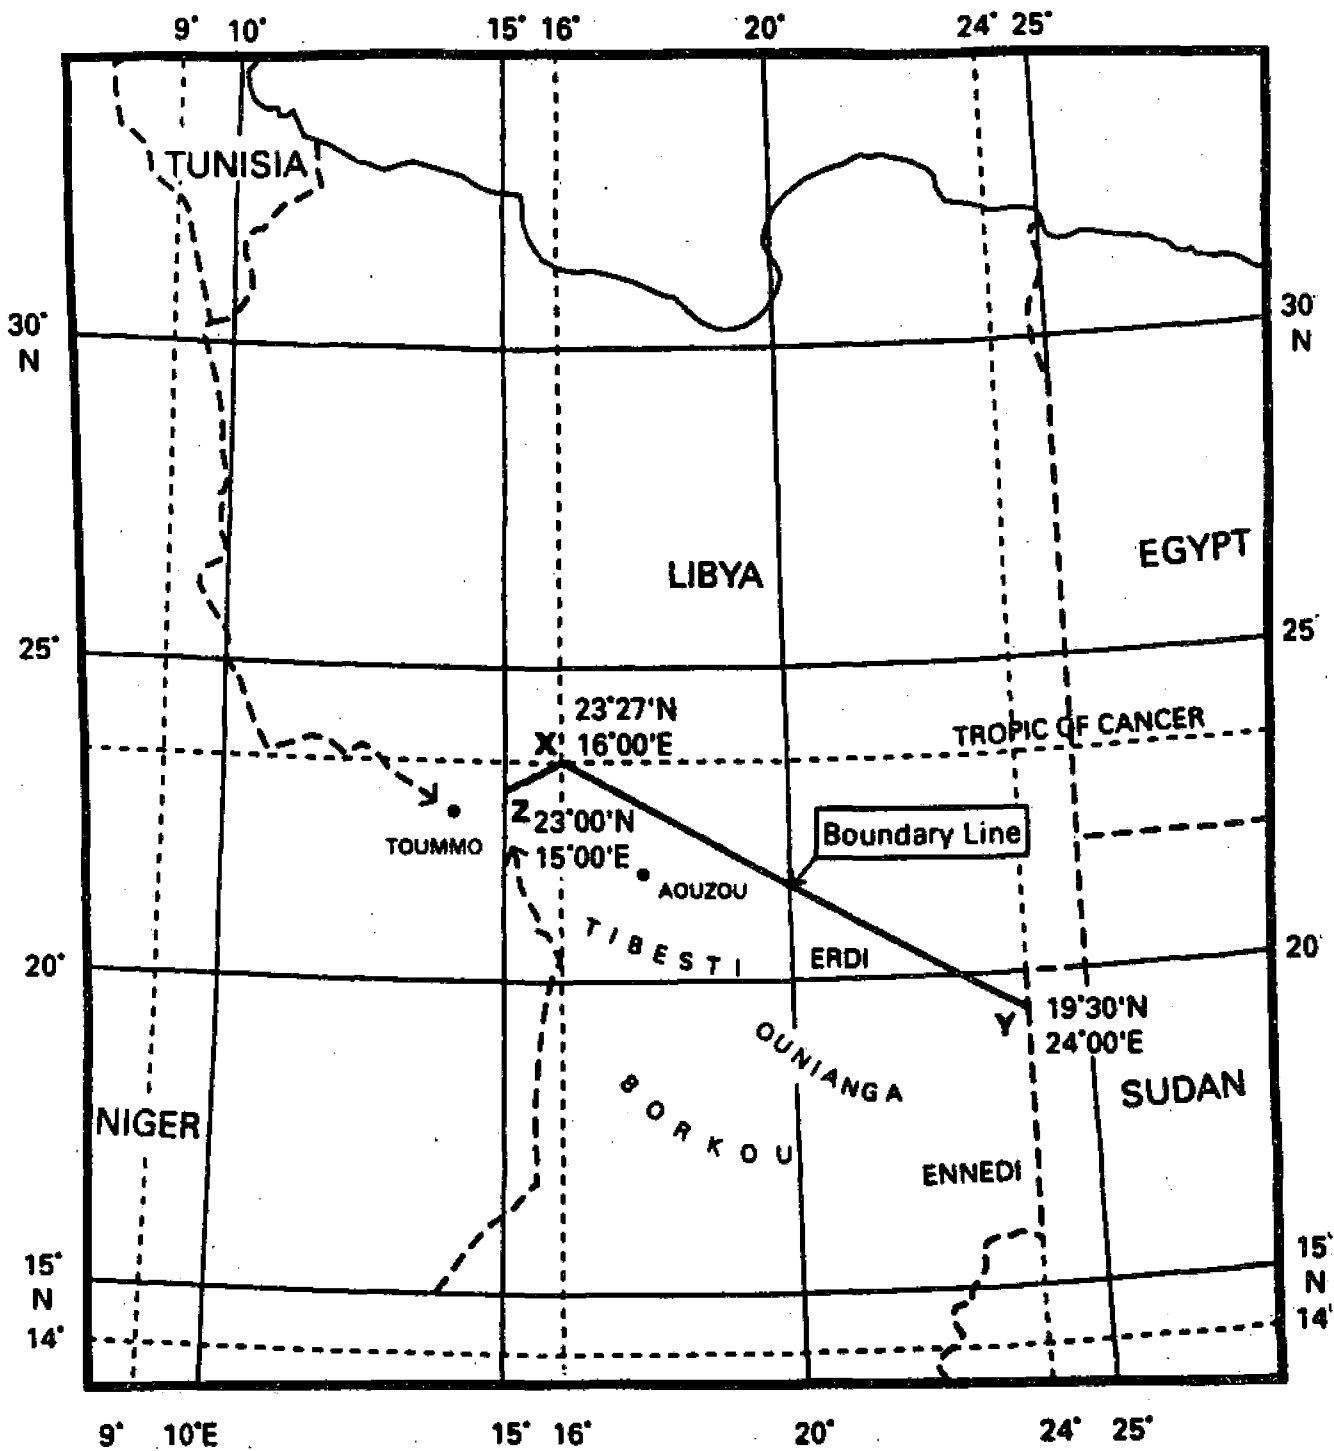 9° 10° 15° 16° 20° 24° 25°
TUNISIA
30° 30
N N
EGYPT
LIBYA
25° 25
23°27'N
X 16°00'E
TROPIC OF CANCER
Z 23°00'N
15°00'E
TOUMMO
Boundary Line
AOUZOU
TIBESTI
ERDI
20° 20
19°30'N
Y 24°00'E
OUNIANGA
BORKOU
SUDAN
NIGER
ENNEDI
15° 15
N N
14° 14
9° 10°E 15° 16° 20° 24° 25°